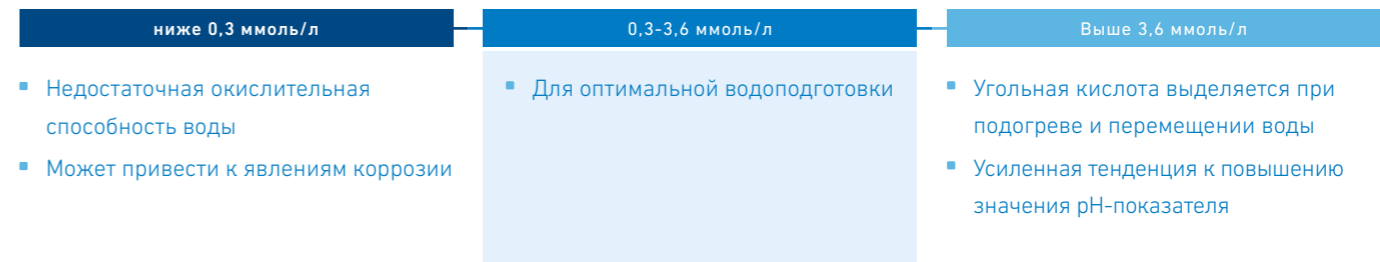 ниже 0,3 ммоль/л
Недостаточная окислительная
способность воды
Может привести к явлениям коррозии
0,3-3,6 ммоль/л
Для оптимальной водоподготовки
Выше 3,6 ммоль/л
Угольная кислота выделяется при
подогреве и перемещении воды
Усиленная тенденция к повышению
значения pH-показателя